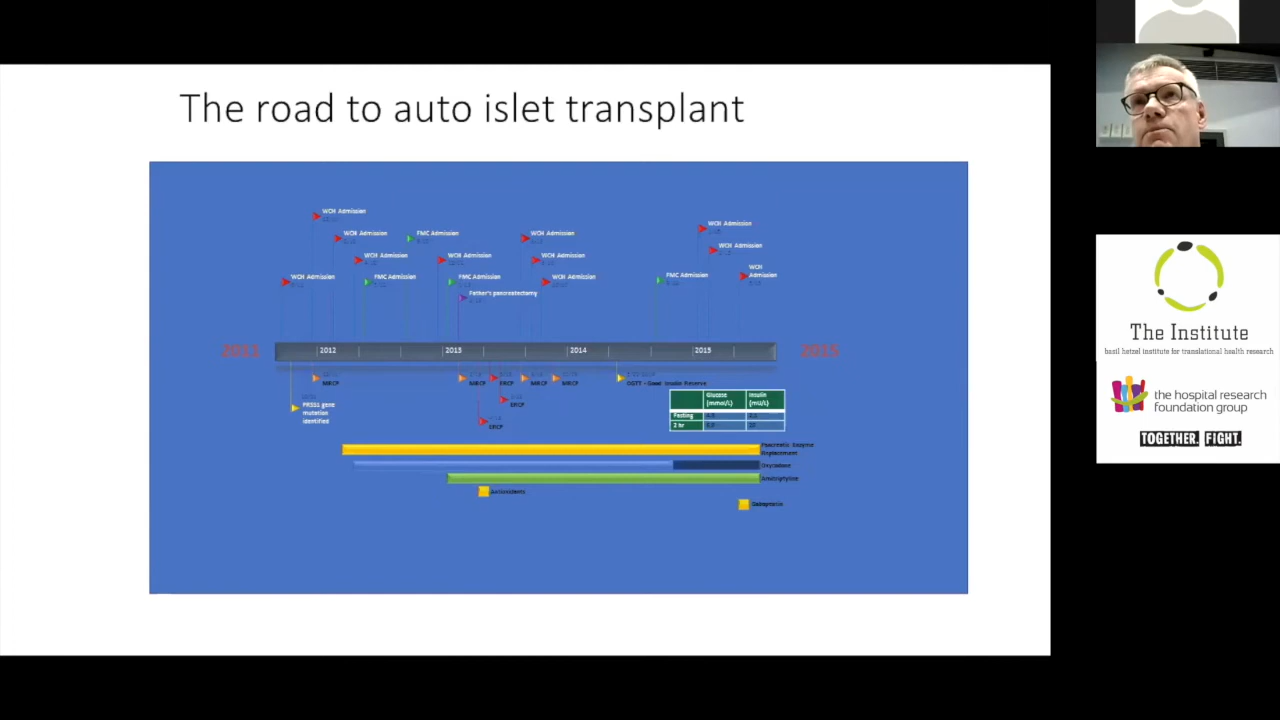 The road to auto islet transplant
WCH Admission
WCH Admission
FMC Admission
WCH Admission
WCH Admission
WCH Admission
FMC Admission
WCH Admission
WCH Admission
FMC Admission
WCH Admission
FMC Admission
WCH Admission
Father's pancreatectomy
WCH Admission
WCH Admission
FMC Admission
WCH
Admission
2012
2013
2014
2015
MRCP
MRCP
ERCP
MRCP
MRCP
OGTT - Good Insulin Reserve
PRSS1 gene
mutation
identified
ERCP
ERCP
Glucose
(mmol/L)
Insulin
(mU/L)
Fasting
2 hr
Pancreatic Enzyme
Replacement
Oxycodone
Amitriptyline
Antioxidants
The Institute
basil hetzel institute for translational health research
the hospital research
foundation group
TOGETHER. FIGHT.